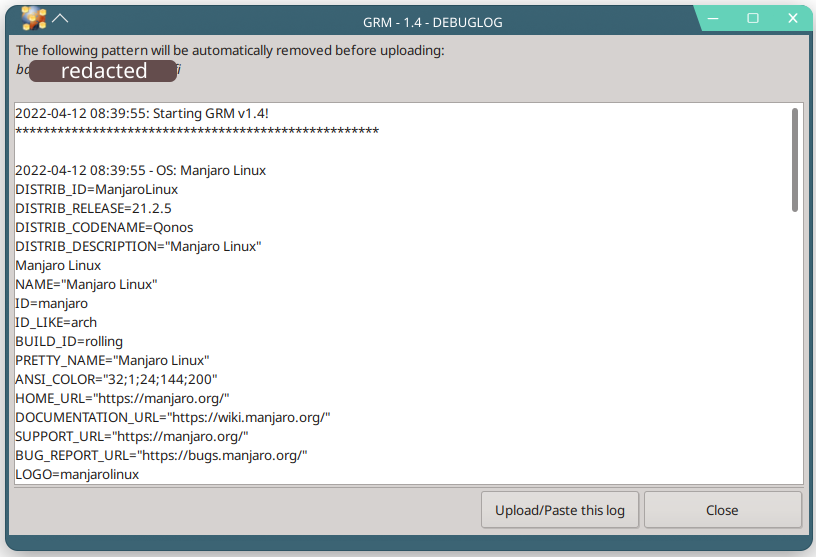 GRM - 1.4 - DEBUGLOG
The following pattern will be automatically removed before uploading:
redacted
2022-04-12 08:39:55: Starting GRM v1.4!
****************************************************
2022-04-12 08:39:55 - OS: Manjaro Linux
DISTRIB_ID=ManjaroLinux
DISTRIB_RELEASE=21.2.5
DISTRIB_CODENAME=Qonos
DISTRIB_DESCRIPTION="Manjaro Linux"
Manjaro Linux
NAME="Manjaro Linux"
ID=manjaro
ID_LIKE=arch
BUILD_ID=rolling
PRETTY_NAME="Manjaro Linux"
ANSI_COLOR="32;1;24;144;200"
HOME_URL="https://manjaro.org/"
DOCUMENTATION_URL="https://wiki.manjaro.org/"
SUPPORT_URL="https://manjaro.org/"
BUG_REPORT_URL="https://bugs.manjaro.org/"
LOGO=manjarolinux
Upload/Paste this log
Close